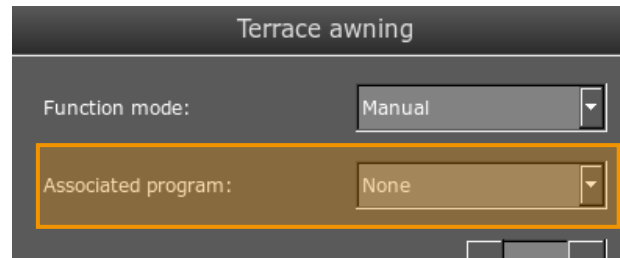 Terrace awning
Function mode: Manual
Associated program: None